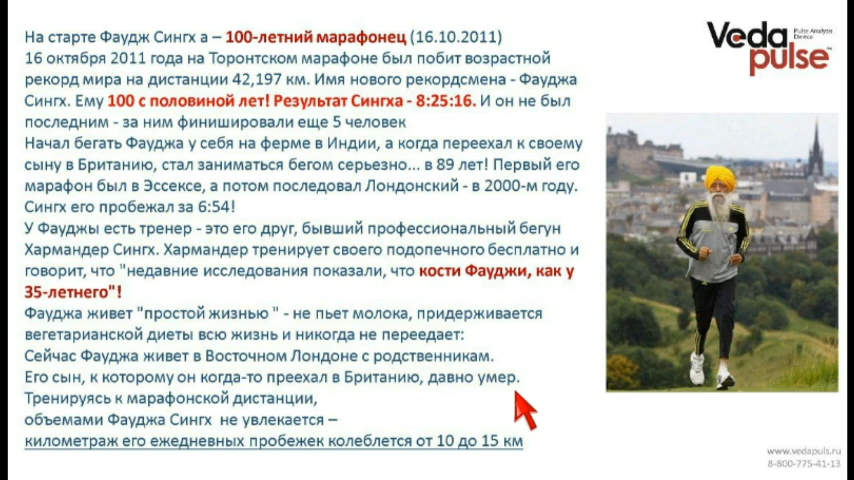 На старте Фаудж Сингх а – 100-летний марафонец (16.10.2011)
16 октября 2011 года на Торонтском марафоне был побит возрастной
рекорд мира на дистанции 42,197 км. Имя нового рекордсмена - Фауджа
Сингх. Ему 100 с половиной лет! Результат Сингха - 8:25:16. И он не был
последним - за ним финишировали еще 5 человек
Начал бегать Фауджа у себя на ферме в Индии, а когда переехал к своему
сыну в Британию, стал заниматься бегом серьезно... в 89 лет! Первый его
марафон был в Эссексе, а потом последовал Лондонский - в 2000-м году.
Сингх его пробежал за 6:54!
У Фауджы есть тренер - это его друг, бывший профессиональный бегун
Хармандер Сингх. Хармандер тренирует своего подопечного бесплатно и
говорит, что "недавние исследования показали, что кости Фауджи, как у
35-летнего"!
Фауджа живет "простой жизнью " - не пьет молока, придерживается
вегетарианской диеты всю жизнь и никогда не переедает:
Сейчас Фауджа живет в Восточном Лондоне с родственникам.
Его сын, к которому он когда-то преехал в Британию, давно умер.
Тренируясь к марафонской дистанции,
объемами Фауджа Сингх не увлекается –
километраж его ежедневных пробежек колеблется от 10 до 15 км
Veda pulse™
Pulse Analysis
Device
www.vedapuls.ru
8-800-775-41-13